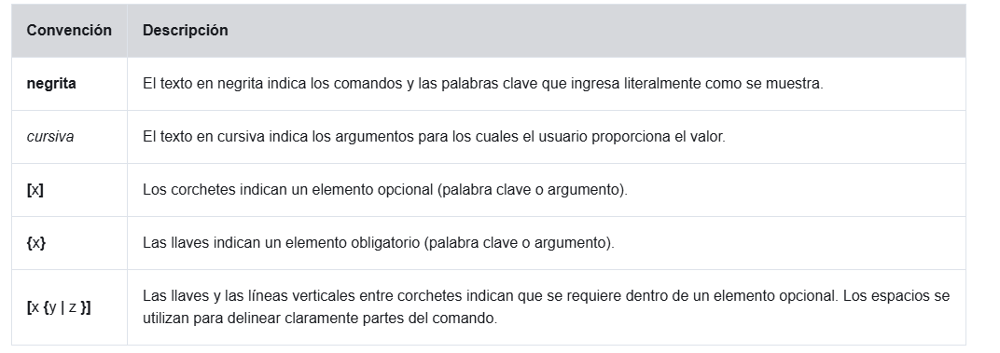 Convención Descripción
negrita El texto en negrita indica los comandos y las palabras clave que ingresa literalmente como se muestra.
cursiva El texto en cursiva indica los argumentos para los cuales el usuario proporciona el valor.
[x] Los corchetes indican un elemento opcional (palabra clave o argumento).
{x} Las llaves indican un elemento obligatorio (palabra clave o argumento).
[x {y | z }] Las llaves y las líneas verticales entre corchetes indican que se requiere dentro de un elemento opcional. Los espacios se
utilizan para delinear claramente partes del comando.